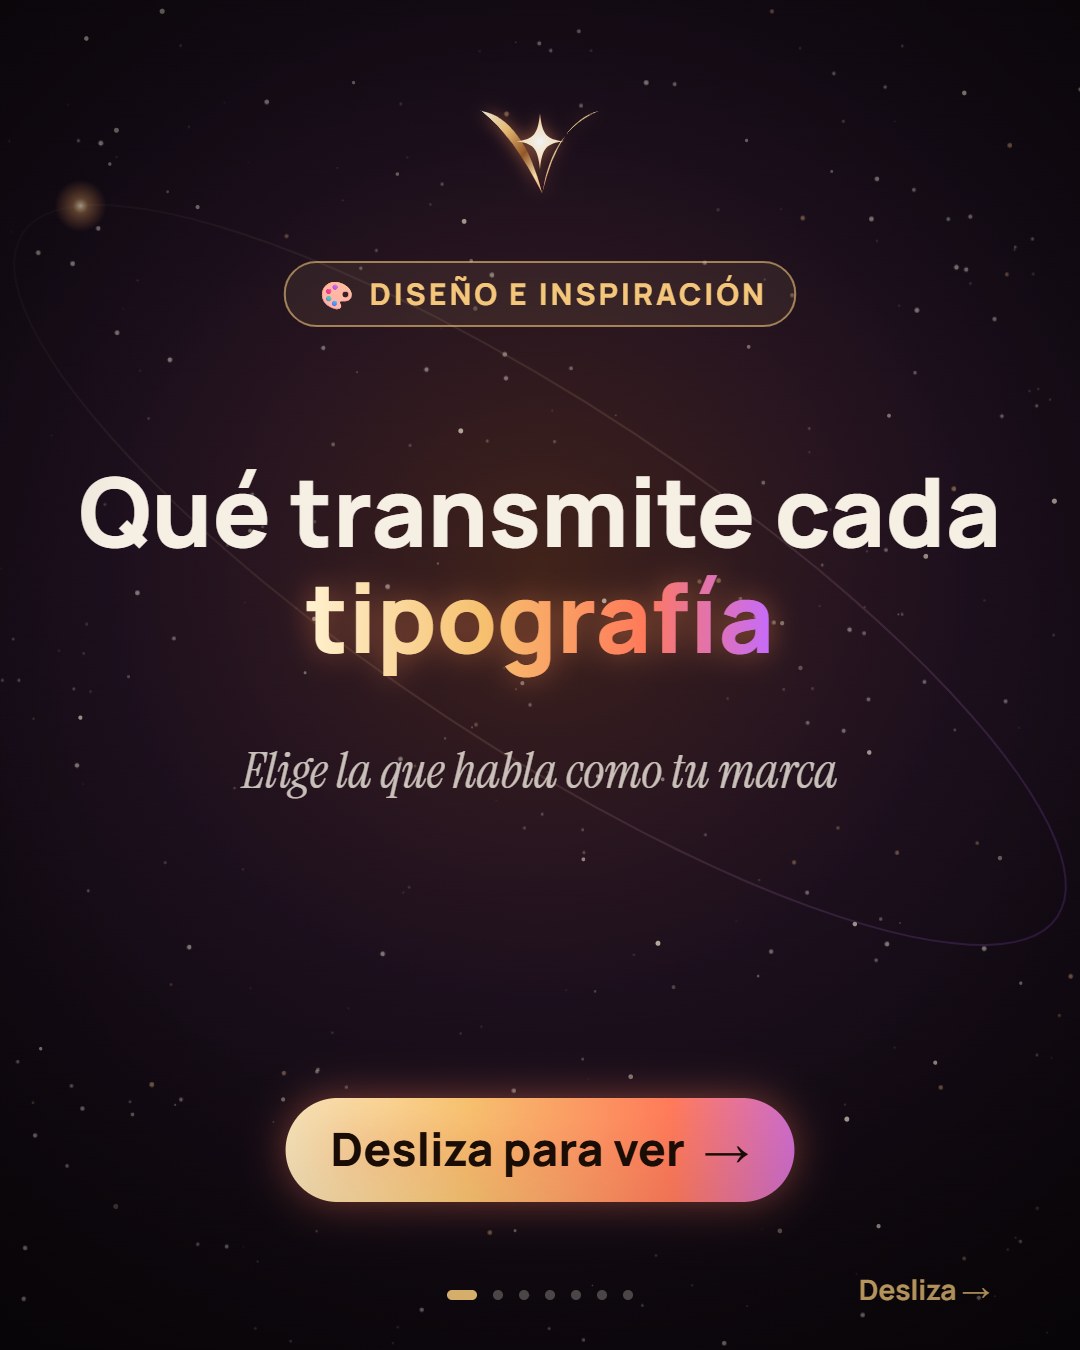 🎨 DISEÑO E INSPIRACIÓN
Qué transmite cada
tipografía
Elige la que habla como tu marca
Desliza para ver →
Desliza →